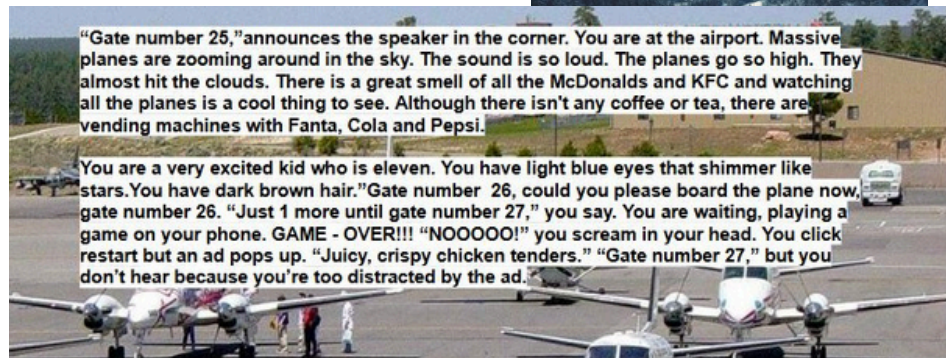 “Gate number 25,”announces the speaker in the corner. You are at the airport. Massive
planes are zooming around in the sky. The sound is so loud. The planes go so high. They
almost hit the clouds. There is a great smell of all the McDonalds and KFC and watching
all the planes is a cool thing to see. Although there isn't any coffee or tea, there are
vending machines with Fanta, Cola and Pepsi.
You are a very excited kid who is eleven. You have light blue eyes that shimmer like
stars.You have dark brown hair.”Gate number  26, could you please board the plane now,
gate number 26. “Just 1 more until gate number 27,” you say. You are waiting, playing a
game on your phone. GAME - OVER!!! “NOOOOO!” you scream in your head. You click
restart but an ad pops up. “Juicy, crispy chicken tenders.” “Gate number 27,” but you
don’t hear because you’re too distracted by the ad.